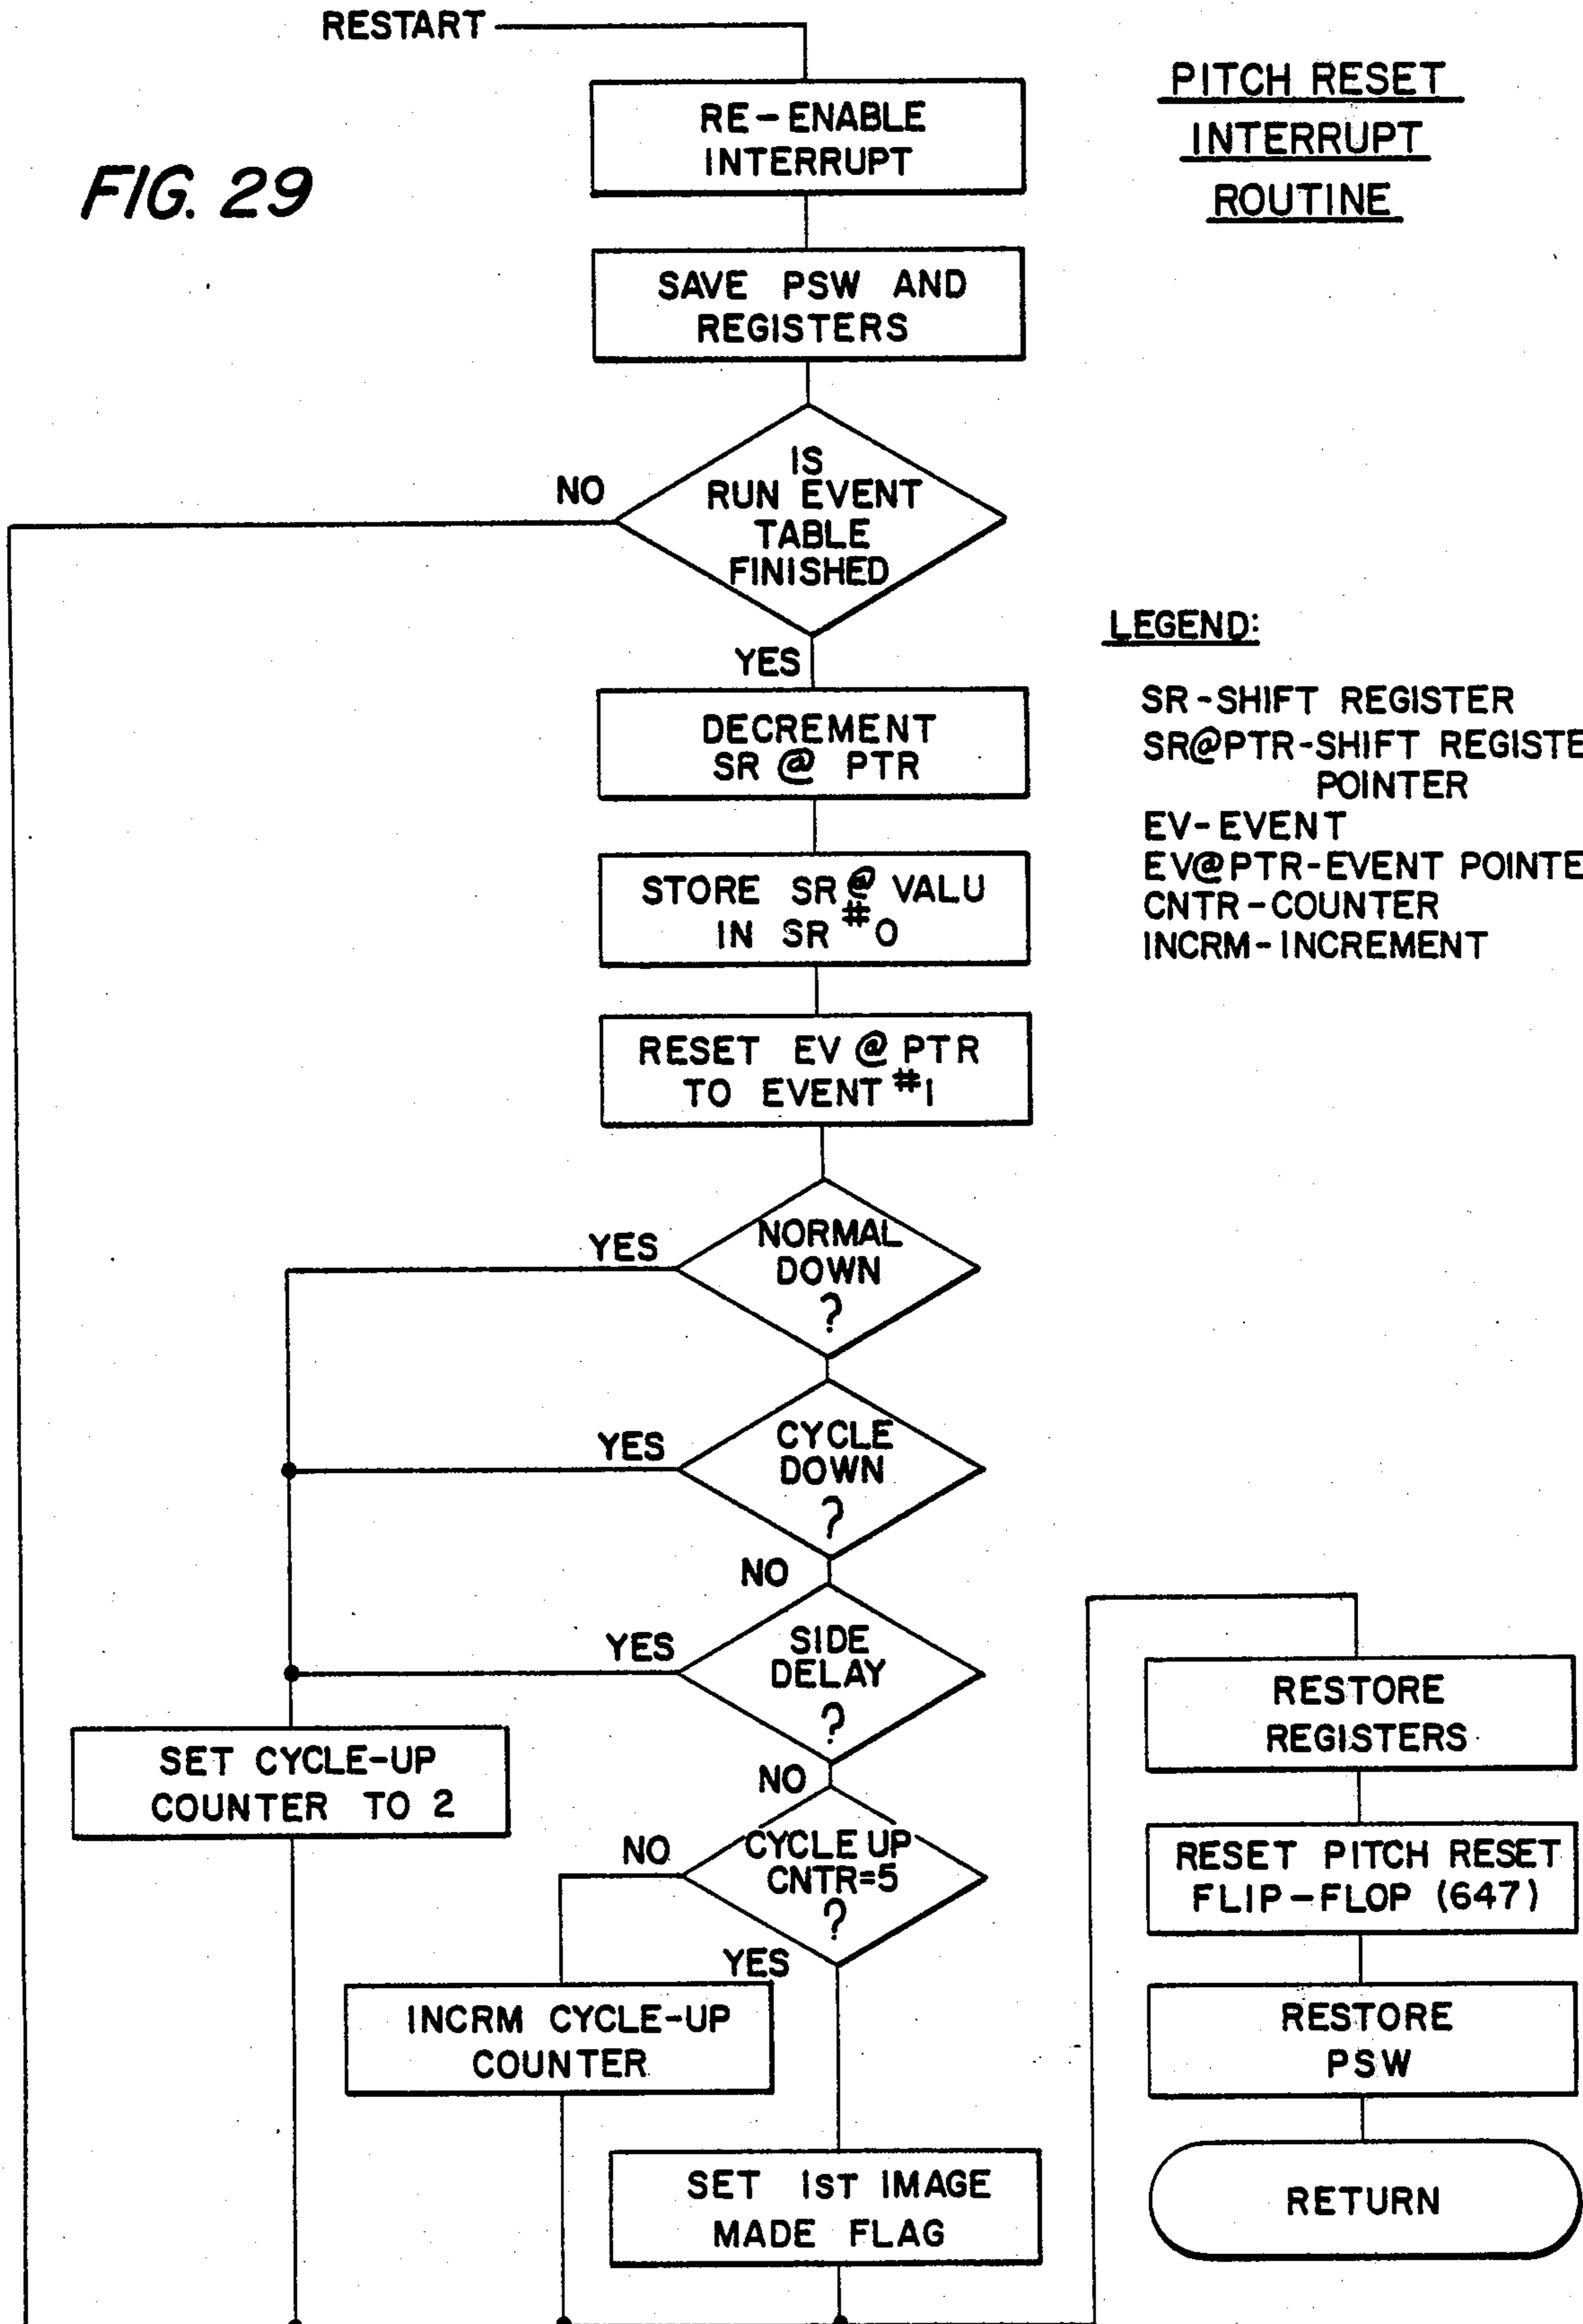 RESTART
PITCH RESET
INTERRUPT
ROUTINE
FIG. 29
RE-ENABLE
INTERRUPT
SAVE PSW AND
REGISTERS
IS
RUN EVENT
TABLE
FINISHED
NO
YES
LEGEND:
SR-SHIFT REGISTER
SR@PTR-SHIFT REGISTE
POINTER
EV-EVENT
EV@PTR-EVENT POINTE
CNTR-COUNTER
INCRM-INCREMENT
DECREMENT
SR @ PTR
STORE SR @ VALU
IN SR #0
RESET EV @ PTR
TO EVENT #1
NORMAL
DOWN
?
YES
CYCLE
DOWN
?
YES
NO
SIDE
DELAY
?
YES
NO
SET CYCLE-UP
COUNTER TO 2
CYCLE UP
CNTR=5
?
NO
YES
INCRM CYCLE-UP
COUNTER
SET 1ST IMAGE
MADE FLAG
RESTORE
REGISTERS
RESET PITCH RESET
FLIP-FLOP (647)
RESTORE
PSW
RETURN